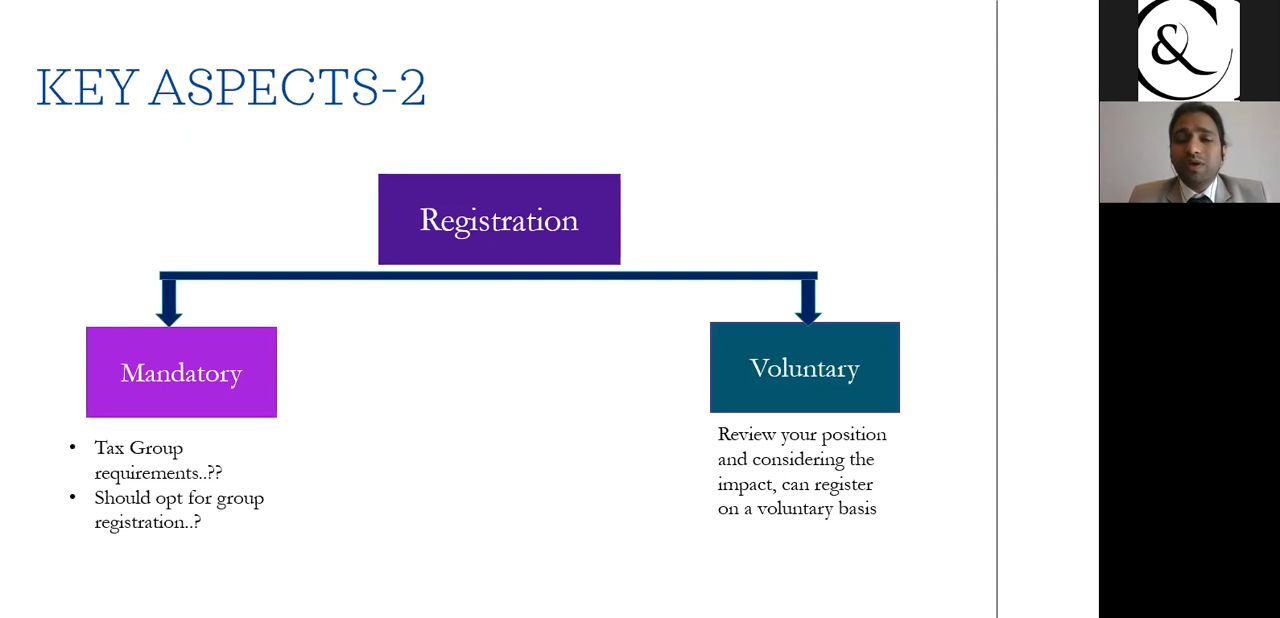 KEY ASPECTS-2
Registration
Mandatory
• Tax Group
requirements..??
• Should opt for group
registration..?
Voluntary
Review your position
and considering the
impact, can register
on a voluntary basis
&